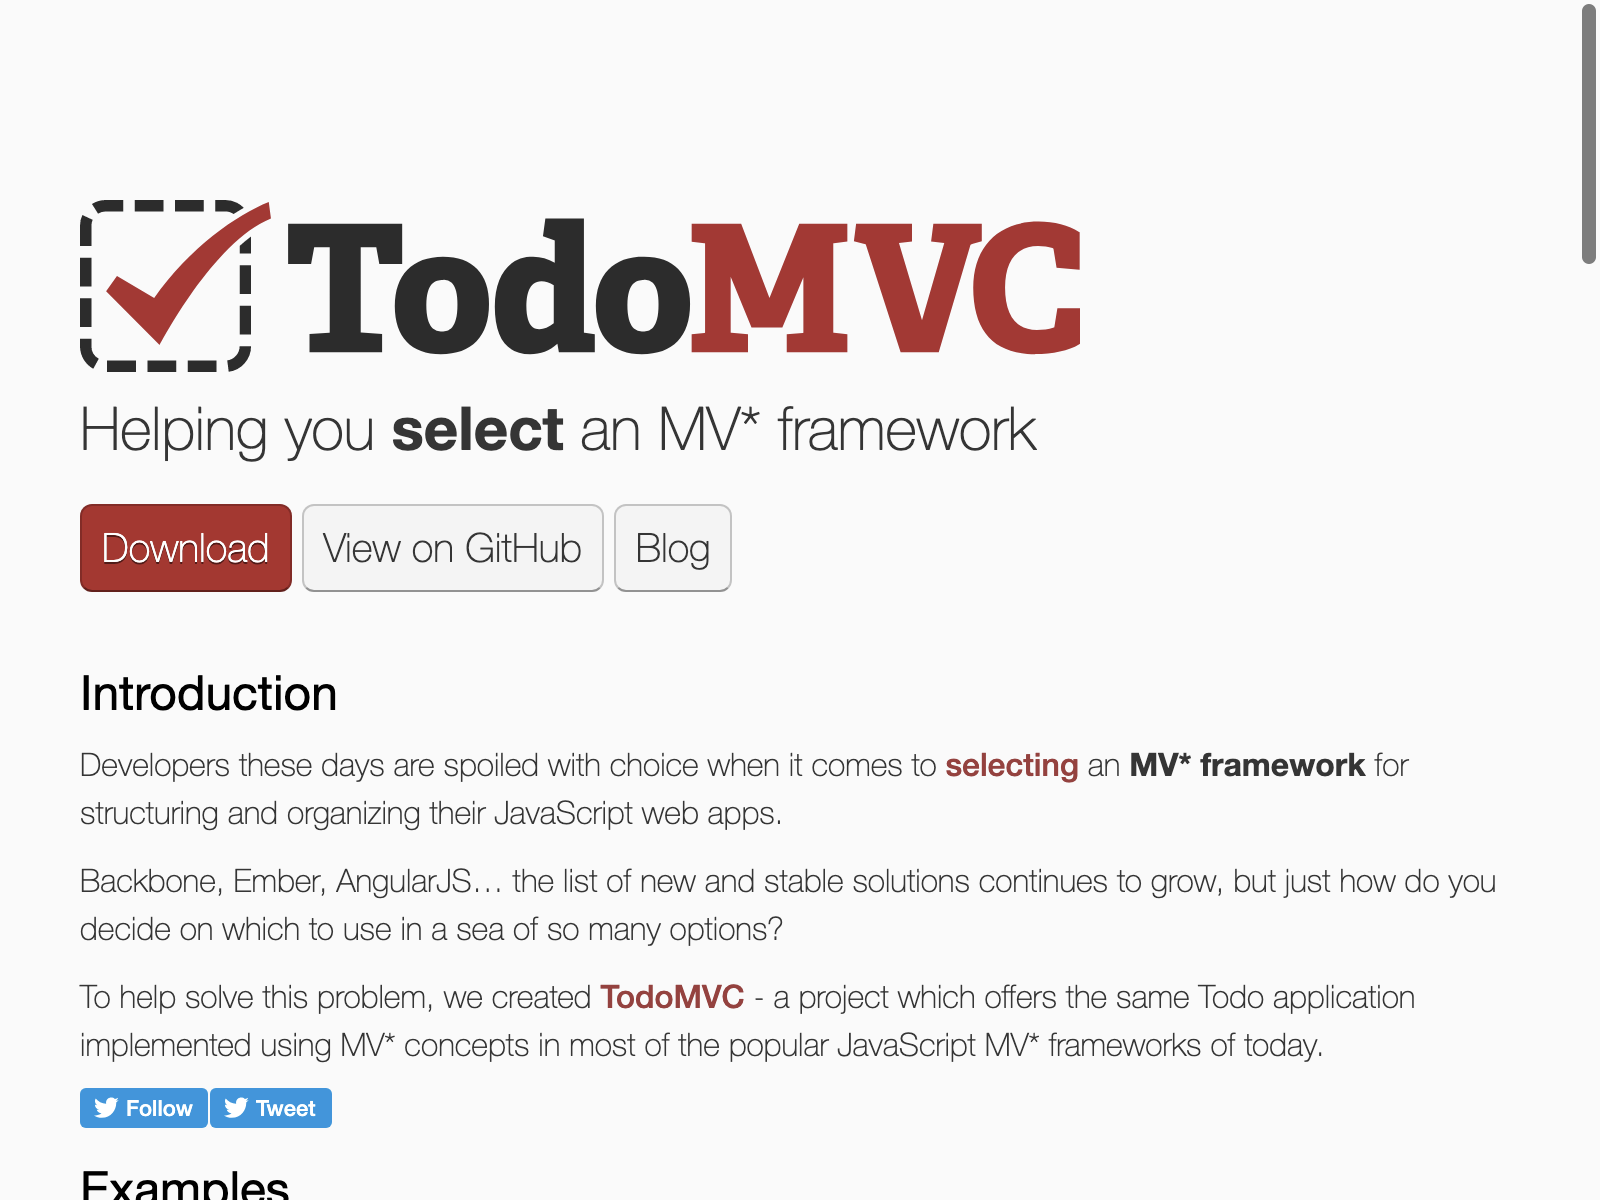 TodoMVC
Helping you select an MV* framework
Download
View on GitHub
Blog
Introduction
Developers these days are spoiled with choice when it comes to selecting an MV* framework for
structuring and organizing their JavaScript web apps.
Backbone, Ember, AngularJS… the list of new and stable solutions continues to grow, but just how do you
decide on which to use in a sea of so many options?
To help solve this problem, we created TodoMVC - a project which offers the same Todo application
implemented using MV* concepts in most of the popular JavaScript MV* frameworks of today.
Follow
Tweet
Examples